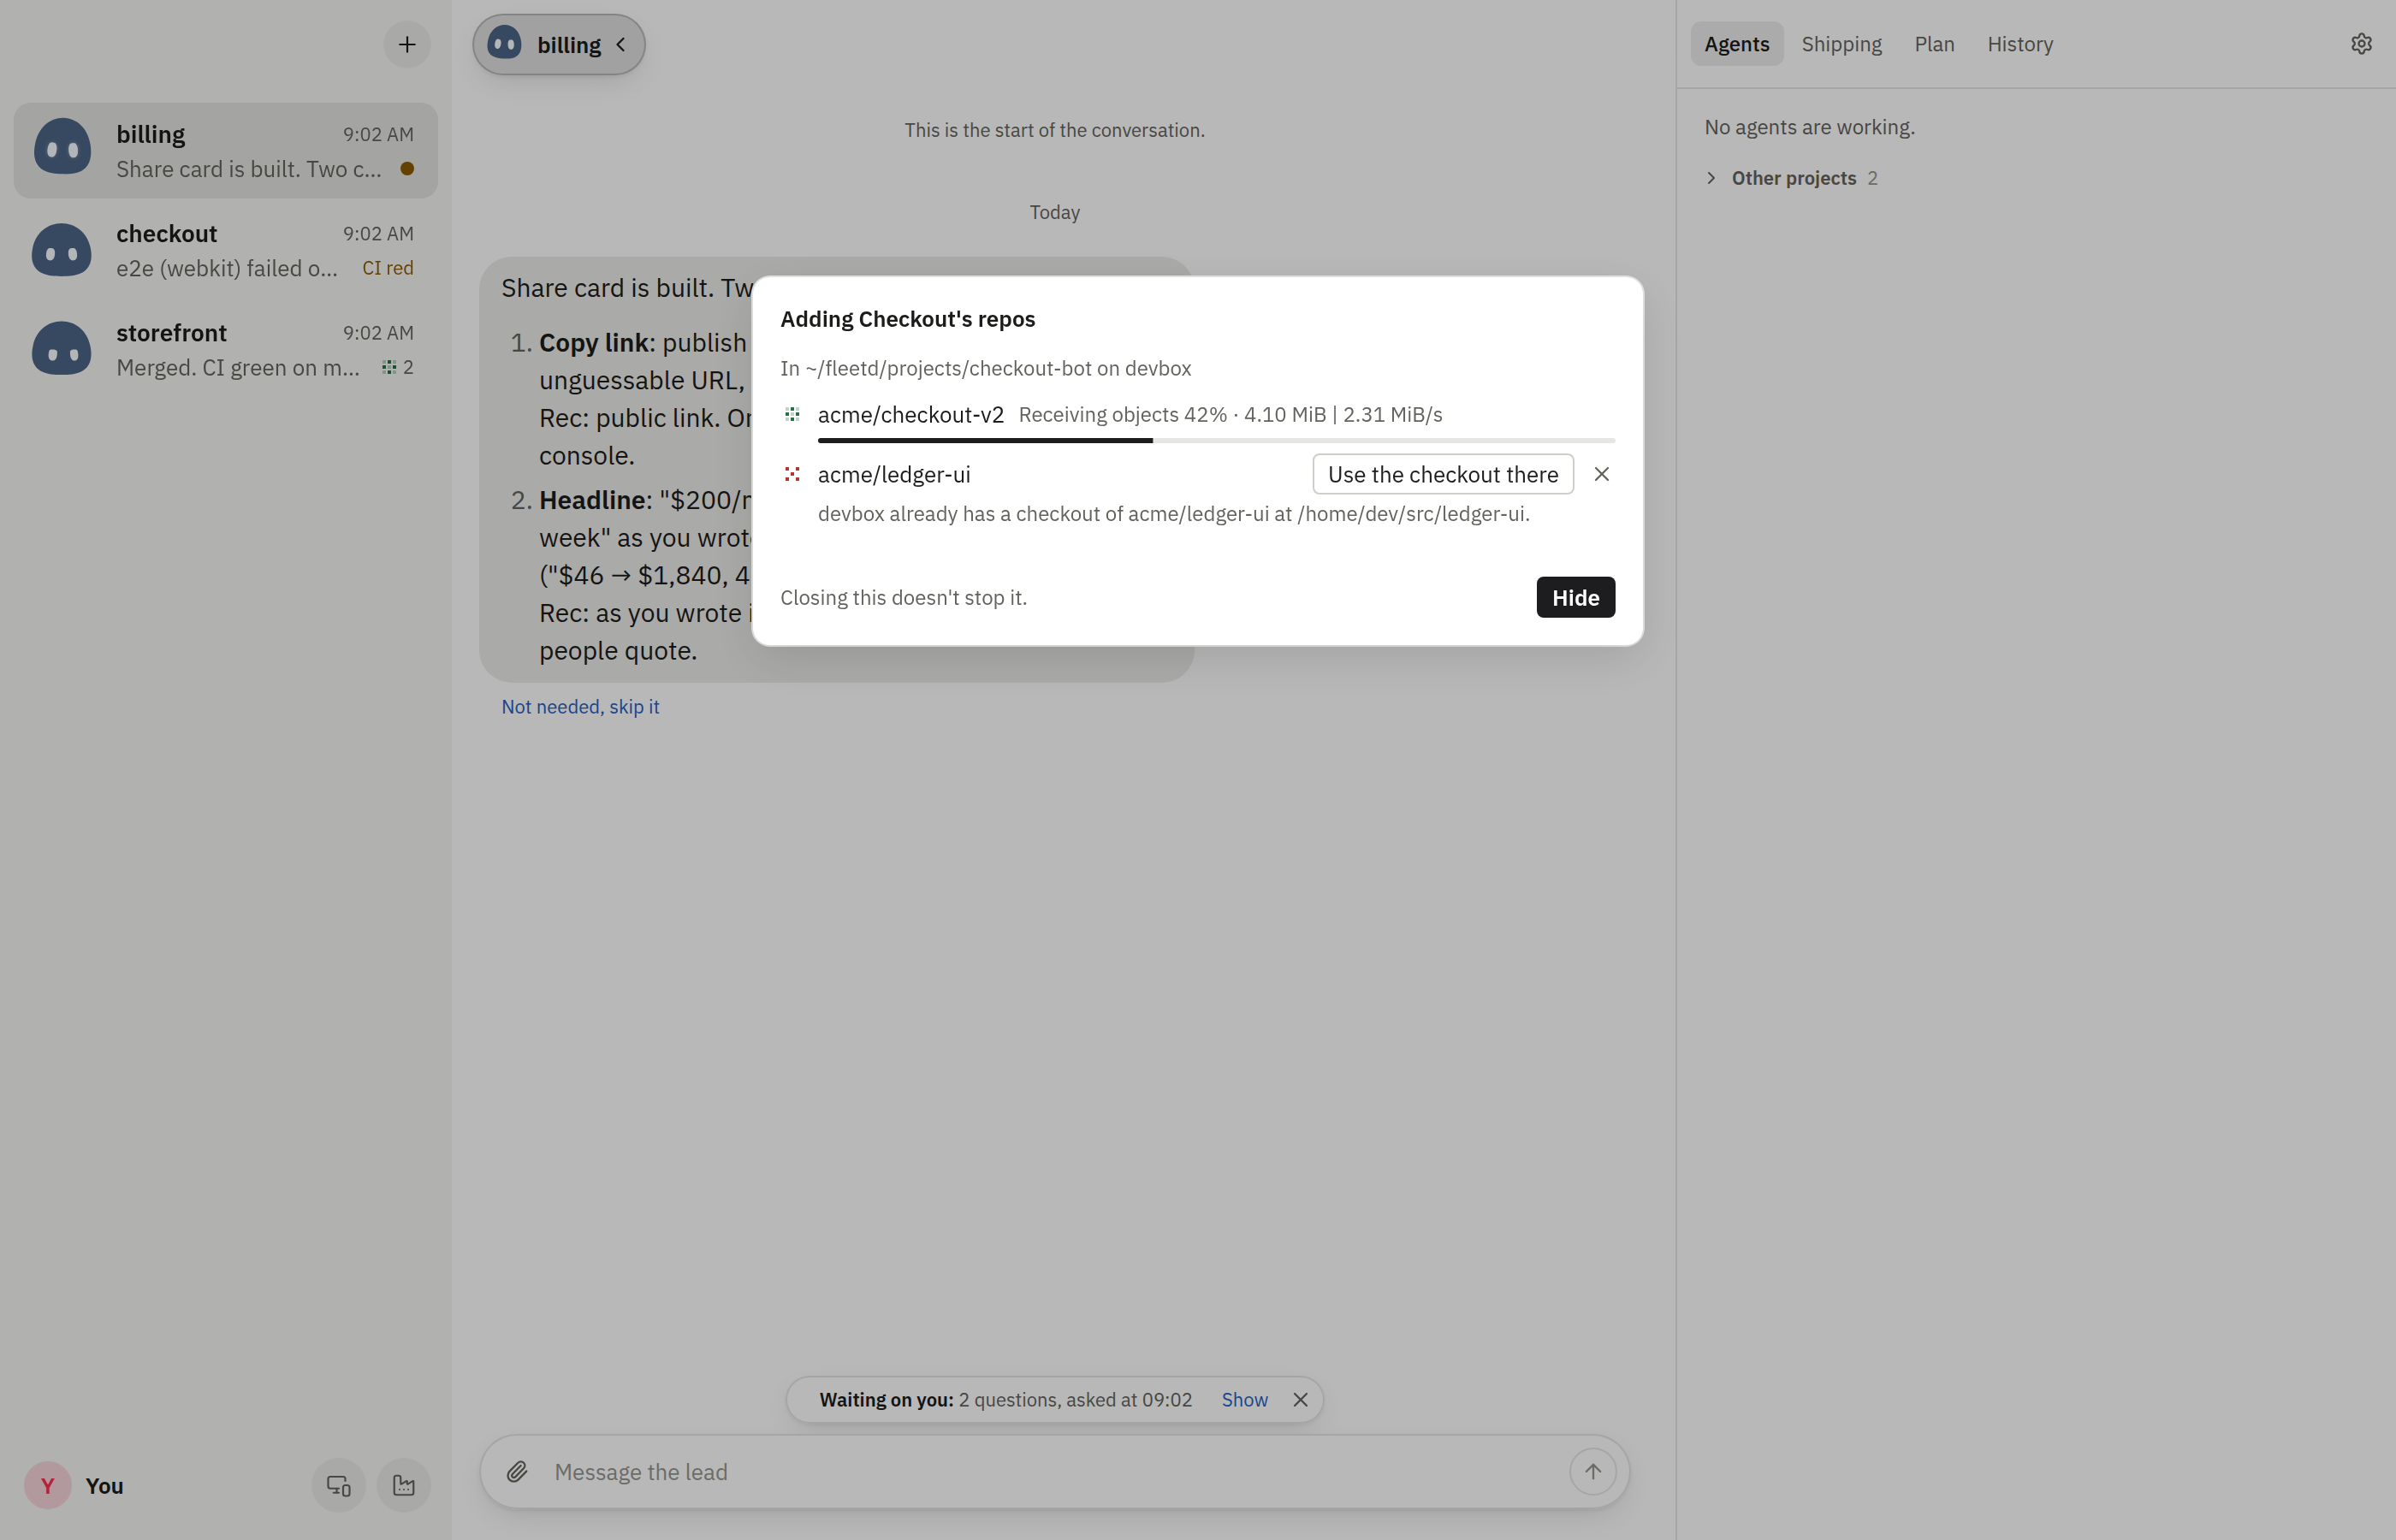 billing
9:02 AM
Share card is built. Two c...
checkout
9:02 AM
e2e (webkit) failed o...
CI red
storefront
9:02 AM
Merged. CI green on m...
2
Y
You
billing
This is the start of the conversation.
Today
Share card is built. Tw
1. Copy link: publish
unguessable URL,
Rec: public link. Or
console.
2. Headline: "$200/
week" as you wrot
("$46 → $1,840, 4
Rec: as you wrote
people quote.
Not needed, skip it
Adding Checkout's repos
In ~/fleetd/projects/checkout-bot on devbox
acme/checkout-v2 Receiving objects 42% · 4.10 MiB | 2.31 MiB/s
acme/ledger-ui
Use the checkout there
devbox already has a checkout of acme/ledger-ui at /home/dev/src/ledger-ui.
Closing this doesn't stop it.
Hide
Waiting on you: 2 questions, asked at 09:02
Show
Message the lead
Agents
Shipping
Plan
History
No agents are working.
Other projects 2